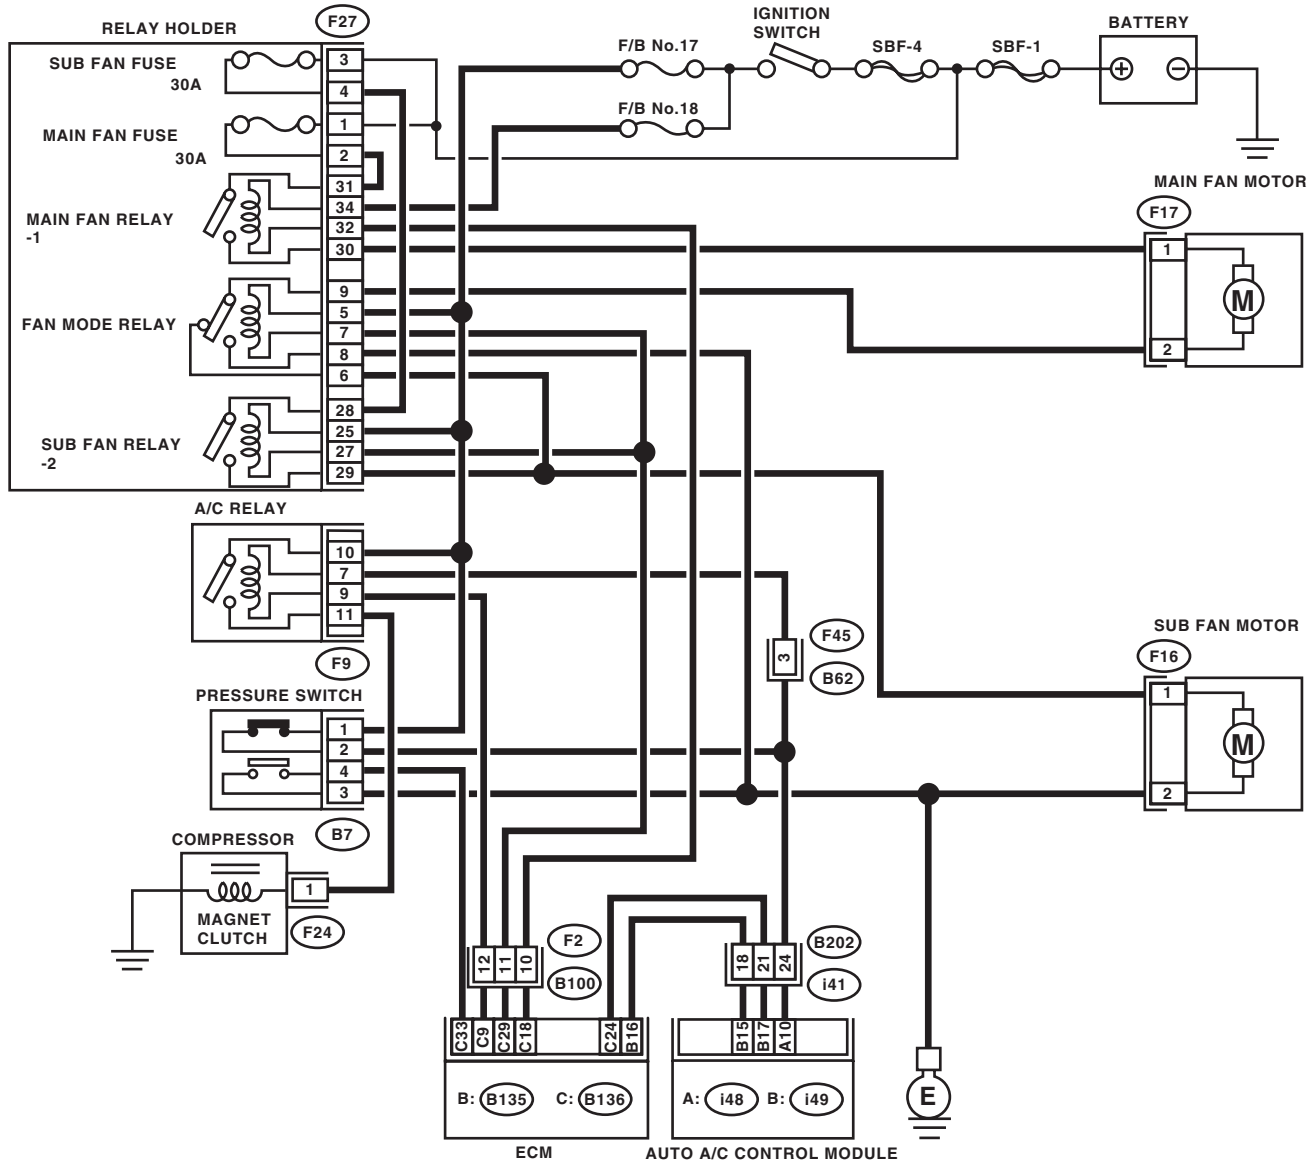 RELAY HOLDER
F27
SUB FAN FUSE
30A
3
4
MAIN FAN FUSE
30A
1
2
MAIN FAN RELAY
-1
31
34
32
30
FAN MODE RELAY
9
5
7
8
6
SUB FAN RELAY
-2
28
25
27
29
F/B No.17
F/B No.18
IGNITION
SWITCH
SBF-4
SBF-1
BATTERY
+
−
MAIN FAN MOTOR
F17
1
2
M
A/C RELAY
10
7
9
11
F9
3
F45
B62
SUB FAN MOTOR
F16
1
2
M
PRESSURE SWITCH
1
2
4
3
B7
COMPRESSOR
1
MAGNET
CLUTCH
F24
12
11
10
F2
B100
18
21
24
B202
i41
C33
C9
C29
C18
C24
B16
B: B135
C: B136
ECM
B15
B17
A10
A: i48
B: i49
AUTO A/C CONTROL MODULE
E